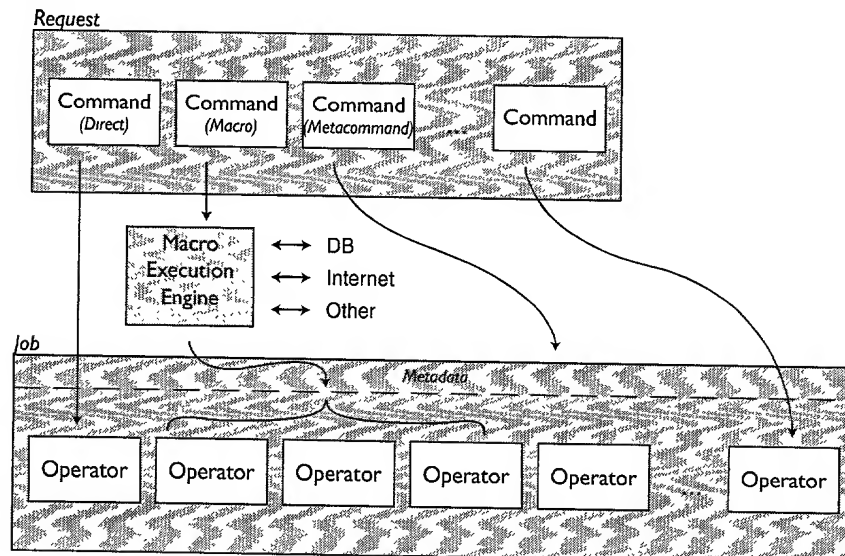 Request
Command
(Direct)
Command
(Macro)
Command
(Metacommand)
...
Command
Macro
Execution
Engine
DB
Internet
Other
Job
Metadata
Operator
Operator
Operator
Operator
Operator
...
Operator